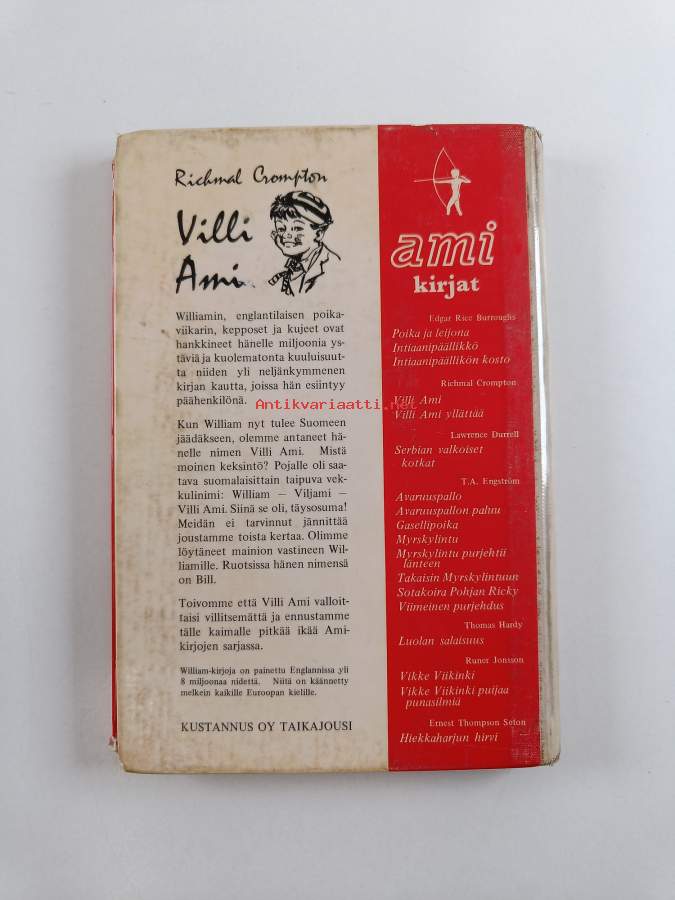 Richmal Crompton
Villi
Ami
Williamin, englantilaisen poika-
viikarin, kepposet ja kujeet ovat
hankkineet hänelle miljoonia ys-
täviä ja kuolematonta kuuluisuut-
ta niiden yli neljänkymmenen
kirjan kautta, joissa hän esiintyy
päähenkilönä.
Kun William nyt tulee Suomeen
jäädäkseen, olemme antaneet hä-
nelle nimen Villi Ami. Mistä
moinen keksintö? Pojalle oli saa-
tava suomalaisittain taipuva vek-
kulinimi: William — Viljami —
Villi Ami. Siinä se oli, täysosuma!
Meidän ei tarvinnut jännittää
joustamme toista kertaa. Olimme
löytäneet mainion vastineen Wil-
liamille. Ruotsissa hänen nimensä
on Bill.
Toivomme että Villi Ami valloit-
taisi villitsemättä ja ennustamme
tälle kaimalle pitkää ikää Ami-
kirjojen sarjassa.
William-kirjoja on painettu Englannissa yli
8 miljoonaa nidettä. Niitä on käännetty
melkein kaikille Euroopan kielille.
KUSTANNUS OY TAIKAJOUSI
ami
kirjat
Edgar Rice Burroughs
Poika ja leijona
Intiaanipäällikkö
Intiaanipäällikön kosto
Richmal Crompton
Villi Ami
Villi Ami yllättää
Lawrence Durrell
Serbian valkoiset
kotkat
T.A. Engström
Avaruuspallo
Avaruuspallon paluu
Gasellipoika
Myrskylintu
Myrskylintu purjehtii
länteen
Takaisin Myrskylintuun
Sotakoira Pohjan Ricky
Viimeinen purjehdus
Thomas Hardy
Luolan salaisuus
Runer Jonsson
Vikke Viikinki
Vikke Viikinki puijaa
punasilmiä
Ernest Thompson Seton
Hiekkaharjun hirvi
Antikvariaatti.net